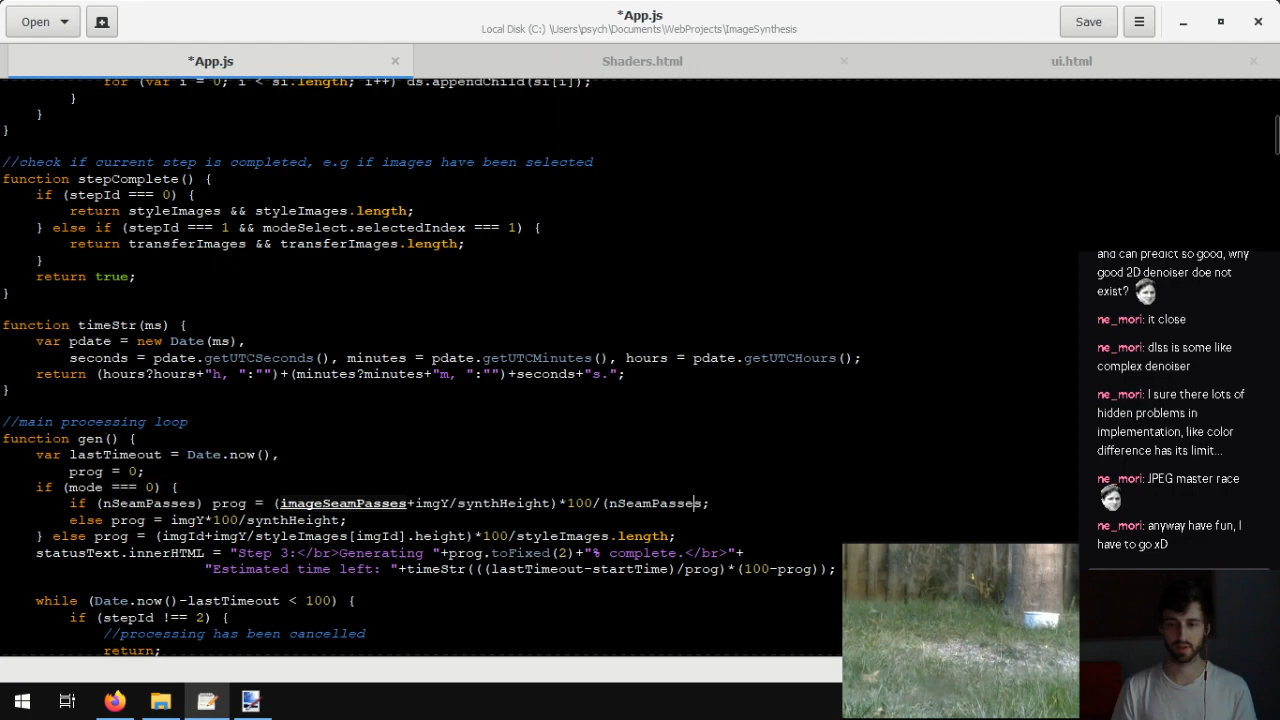 Open
*App.js
Local Disk (C:) \Users\psych\Documents\WebProjects\ImageSynthesis
Save
*App.js
Shaders.html
ui.html
for (var i = 0; i < si.length; i++) ds.appendChild(si[i]);
}
}
}
//check if current step is completed, e.g if images have been selected
function stepComplete() {
if (stepId === 0) {
return styleImages && styleImages.length;
} else if (stepId === 1 && modeSelect.selectedIndex === 1) {
return transferImages && transferImages.length;
}
return true;
}
function timeStr(ms) {
var pdate = new Date(ms),
seconds = pdate.getUTCSeconds(), minutes = pdate.getUTCMinutes(), hours = pdate.getUTCHours();
return (hours?hours+"h, ":"")+(minutes?minutes+"m, ":"")+seconds+"s.";
}
//main processing loop
function gen() {
var lastTimeout = Date.now(),
prog = 0;
if (mode === 0) {
if (nSeamPasses) prog = (imageSeamPasses+imgY/synthHeight)*100/(nSeamPasses;
else prog = imgY*100/synthHeight;
} else prog = (imgId+imgY/styleImages[imgId].height)*100/styleImages.length;
statusText.innerHTML = "Step 3:</br>Generating "+prog.toFixed(2)+"% complete.</br>"+
"Estimated time left: "+timeStr(((lastTimeout-startTime)/prog)*(100-prog));
while (Date.now()-lastTimeout < 100) {
if (stepId !== 2) {
//processing has been cancelled
return;
and can predict so good, why
good 2D denoiser doe not
exist?
ne_mori: it close
ne_mori: dlss is some like
complex denoiser
ne_mori: I sure there lots of
hidden problems in
implementation, like color
difference has its limit...
ne_mori: JPEG master race
ne_mori: anyway have fun, I
have to go xD